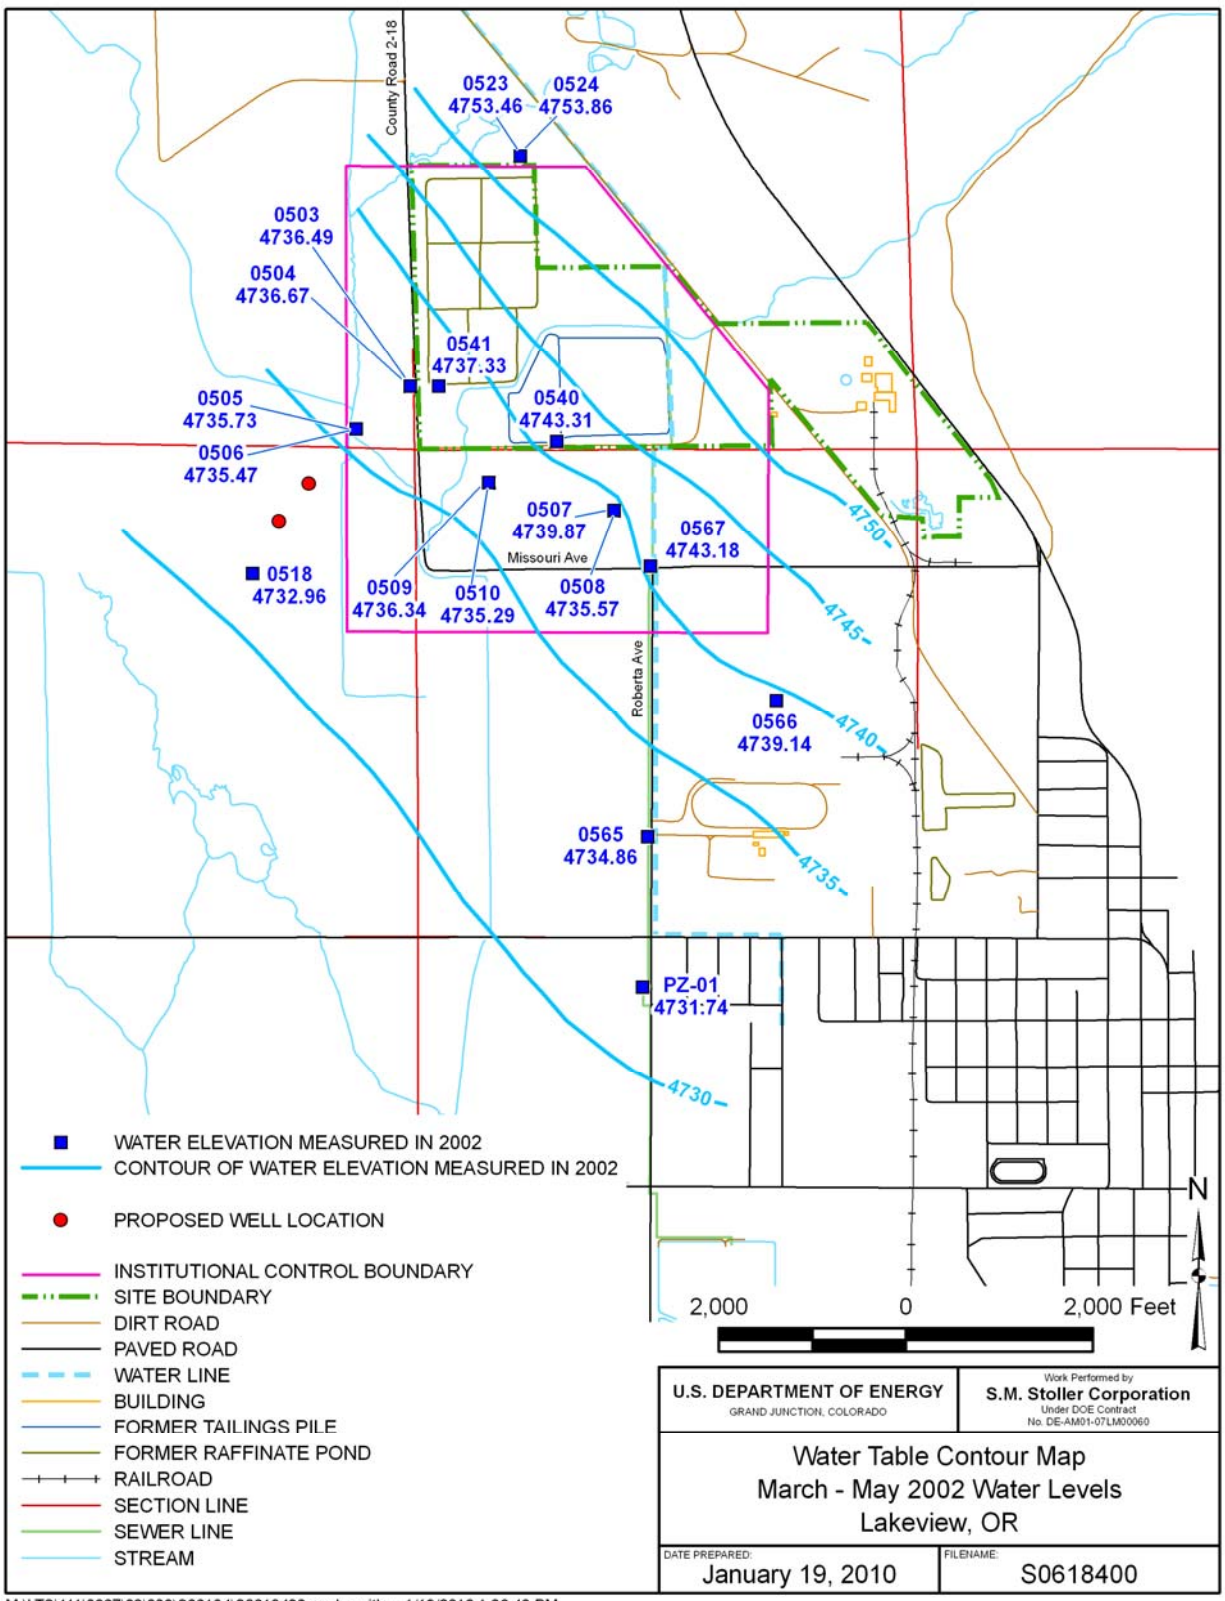 County Road 2-18
0523
4753.46
0524
4753.86
0503
4736.49
0504
4736.67
0541
4737.33
0505
4735.73
0540
4743.31
0506
4735.47
0507
4739.87
0567
4743.18
4750
Missouri Ave
0518
4732.96
0509
4736.34
0510
4735.29
0508
4735.57
4745
Roberta Ave
0566
4739.14
4740
0565
4734.86
4735
PZ-01
4731.74
4730
WATER ELEVATION MEASURED IN 2002
CONTOUR OF WATER ELEVATION MEASURED IN 2002
PROPOSED WELL LOCATION
INSTITUTIONAL CONTROL BOUNDARY
SITE BOUNDARY
DIRT ROAD
PAVED ROAD
WATER LINE
BUILDING
FORMER TAILINGS PILE
FORMER RAFFINATE POND
RAILROAD
SECTION LINE
SEWER LINE
STREAM
N
2,000 0 2,000 Feet
U.S. DEPARTMENT OF ENERGY
GRAND JUNCTION, COLORADO
Work Performed by
S.M. Stoller Corporation
Under DOE Contract
No. DE-AM01-07LM00060
Water Table Contour Map
March - May 2002 Water Levels
Lakeview, OR
DATE PREPARED:
January 19, 2010
FILENAME:
S0618400